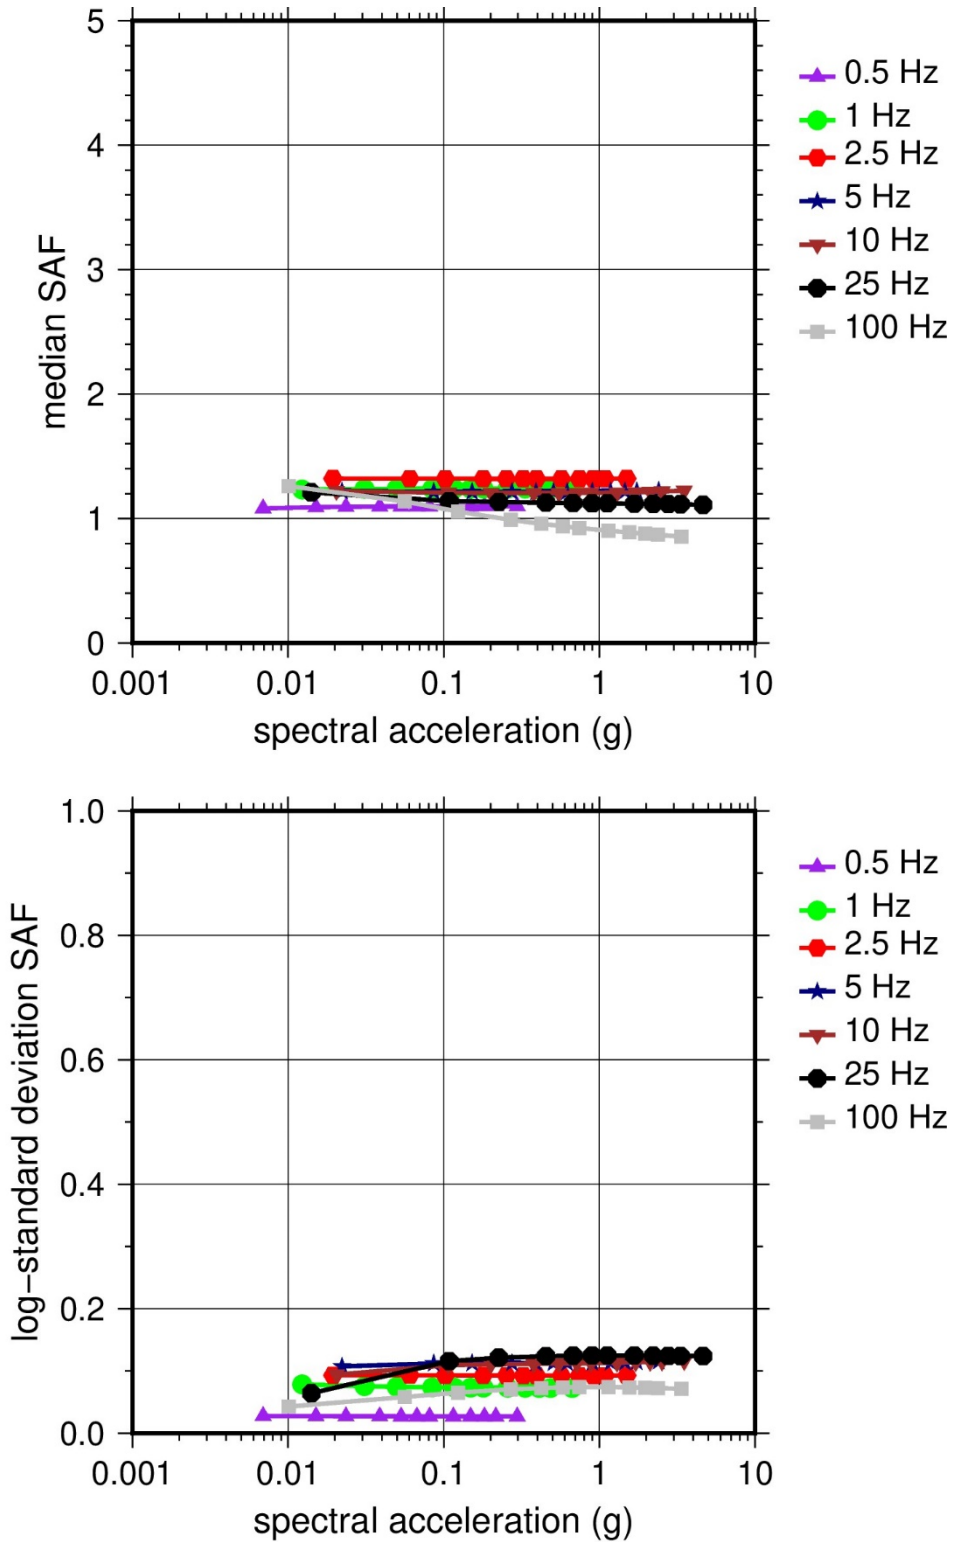 5
4
3
2
1
0
median SAF
0.001
0.01
0.1
1
10
spectral acceleration (g)
0.5 Hz
1 Hz
2.5 Hz
5 Hz
10 Hz
25 Hz
100 Hz
1.0
0.8
0.6
0.4
0.2
0.0
log−standard deviation SAF
0.001
0.01
0.1
1
10
spectral acceleration (g)
0.5 Hz
1 Hz
2.5 Hz
5 Hz
10 Hz
25 Hz
100 Hz